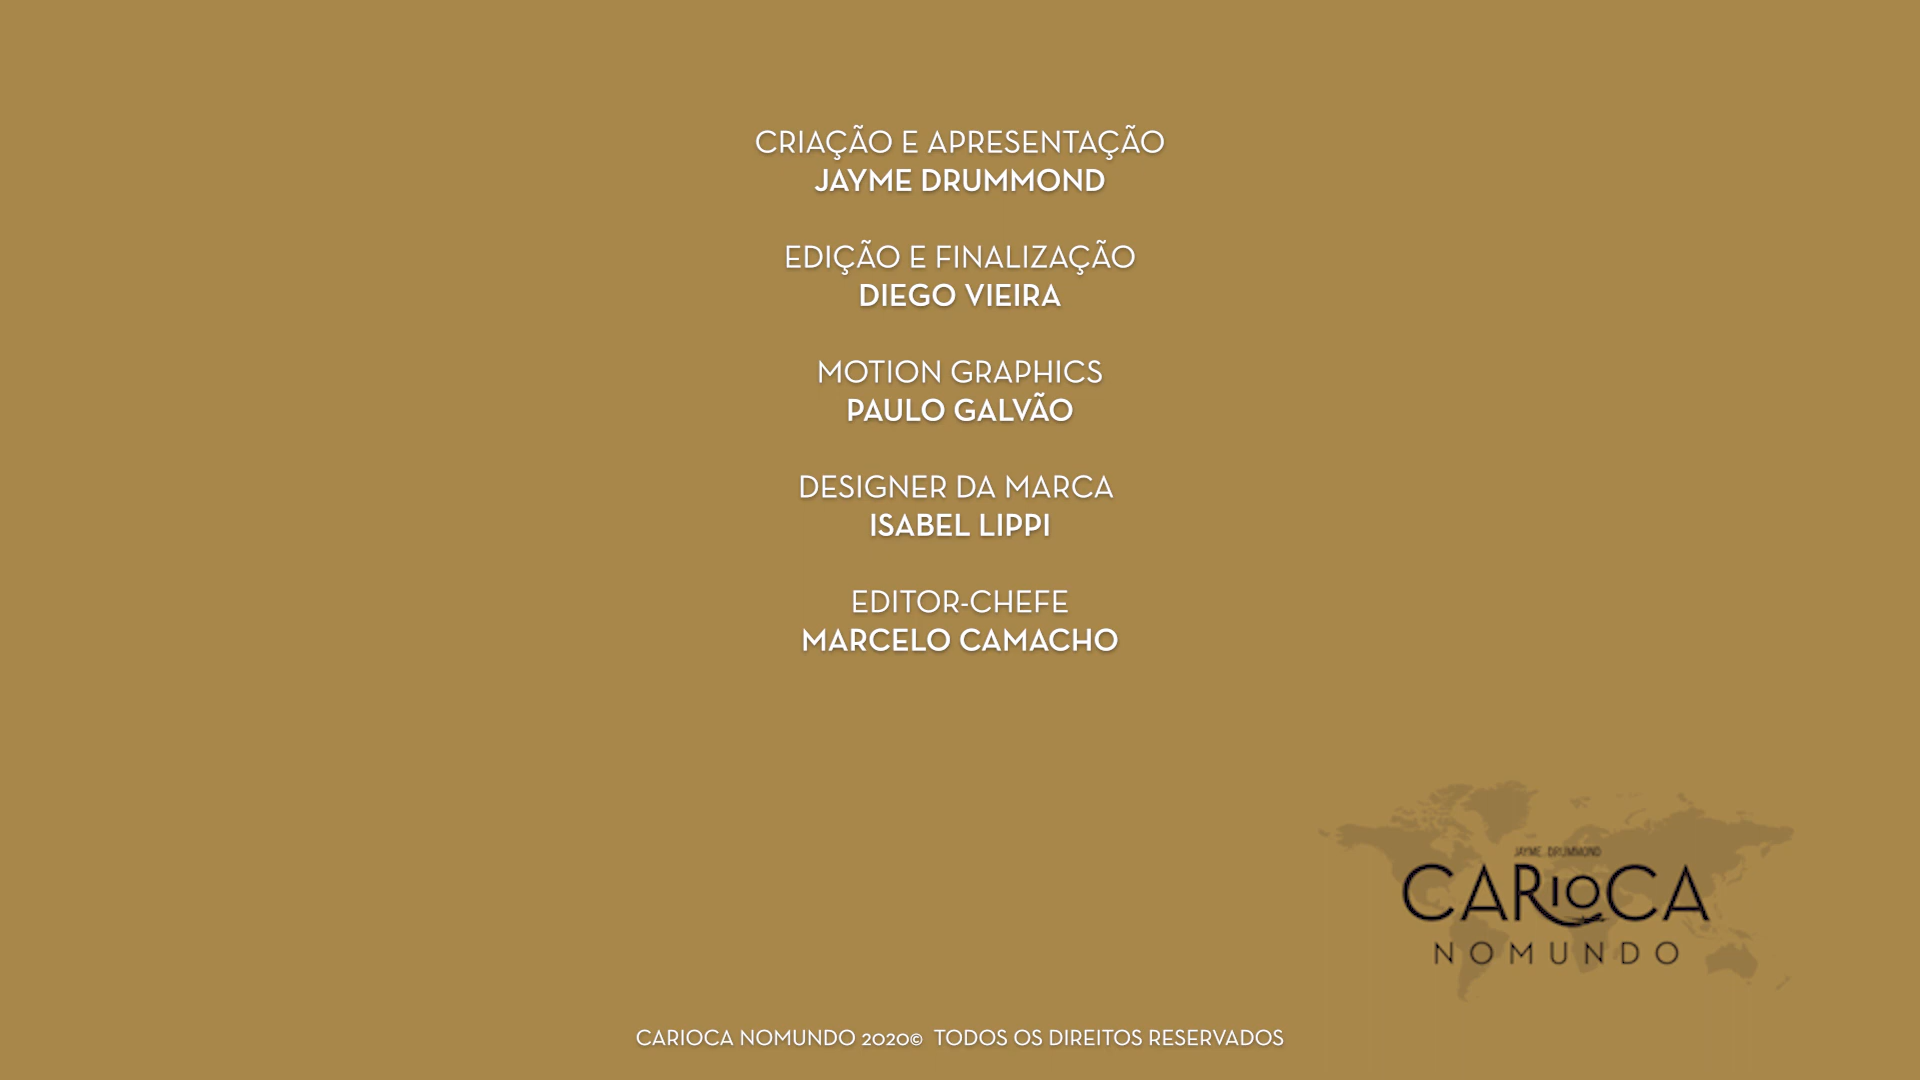 CRIAÇÃO E APRESENTAÇÃO
JAYME DRUMMOND
EDIÇÃO E FINALIZAÇÃO
DIEGO VIEIRA
MOTION GRAPHICS
PAULO GALVÃO
DESIGNER DA MARCA
ISABEL LIPPI
EDITOR-CHEFE
MARCELO CAMACHO
JAYME DRUMMOND
CARIOCA
NOMUNDO
CARIOCA NOMUNDO 2020© TODOS OS DIREITOS RESERVADOS